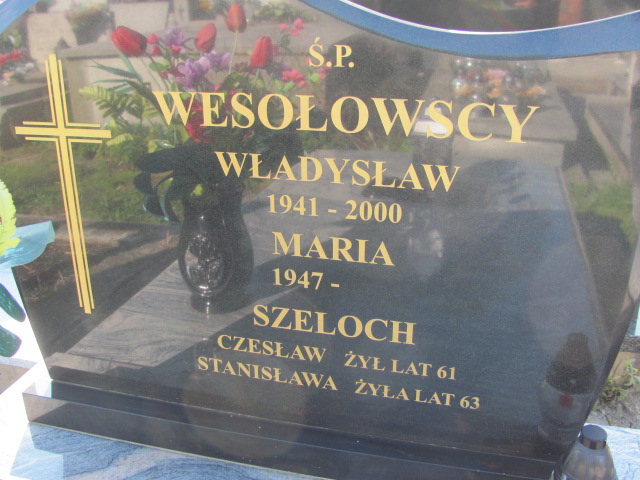 Ś.P.
WESOŁOWSCY
WŁADYSŁAW
1941 - 2000
MARIA
1947 -
SZELOCH
CZESŁAW ŻYŁ LAT 61
STANISŁAWA ŻYŁA LAT 63